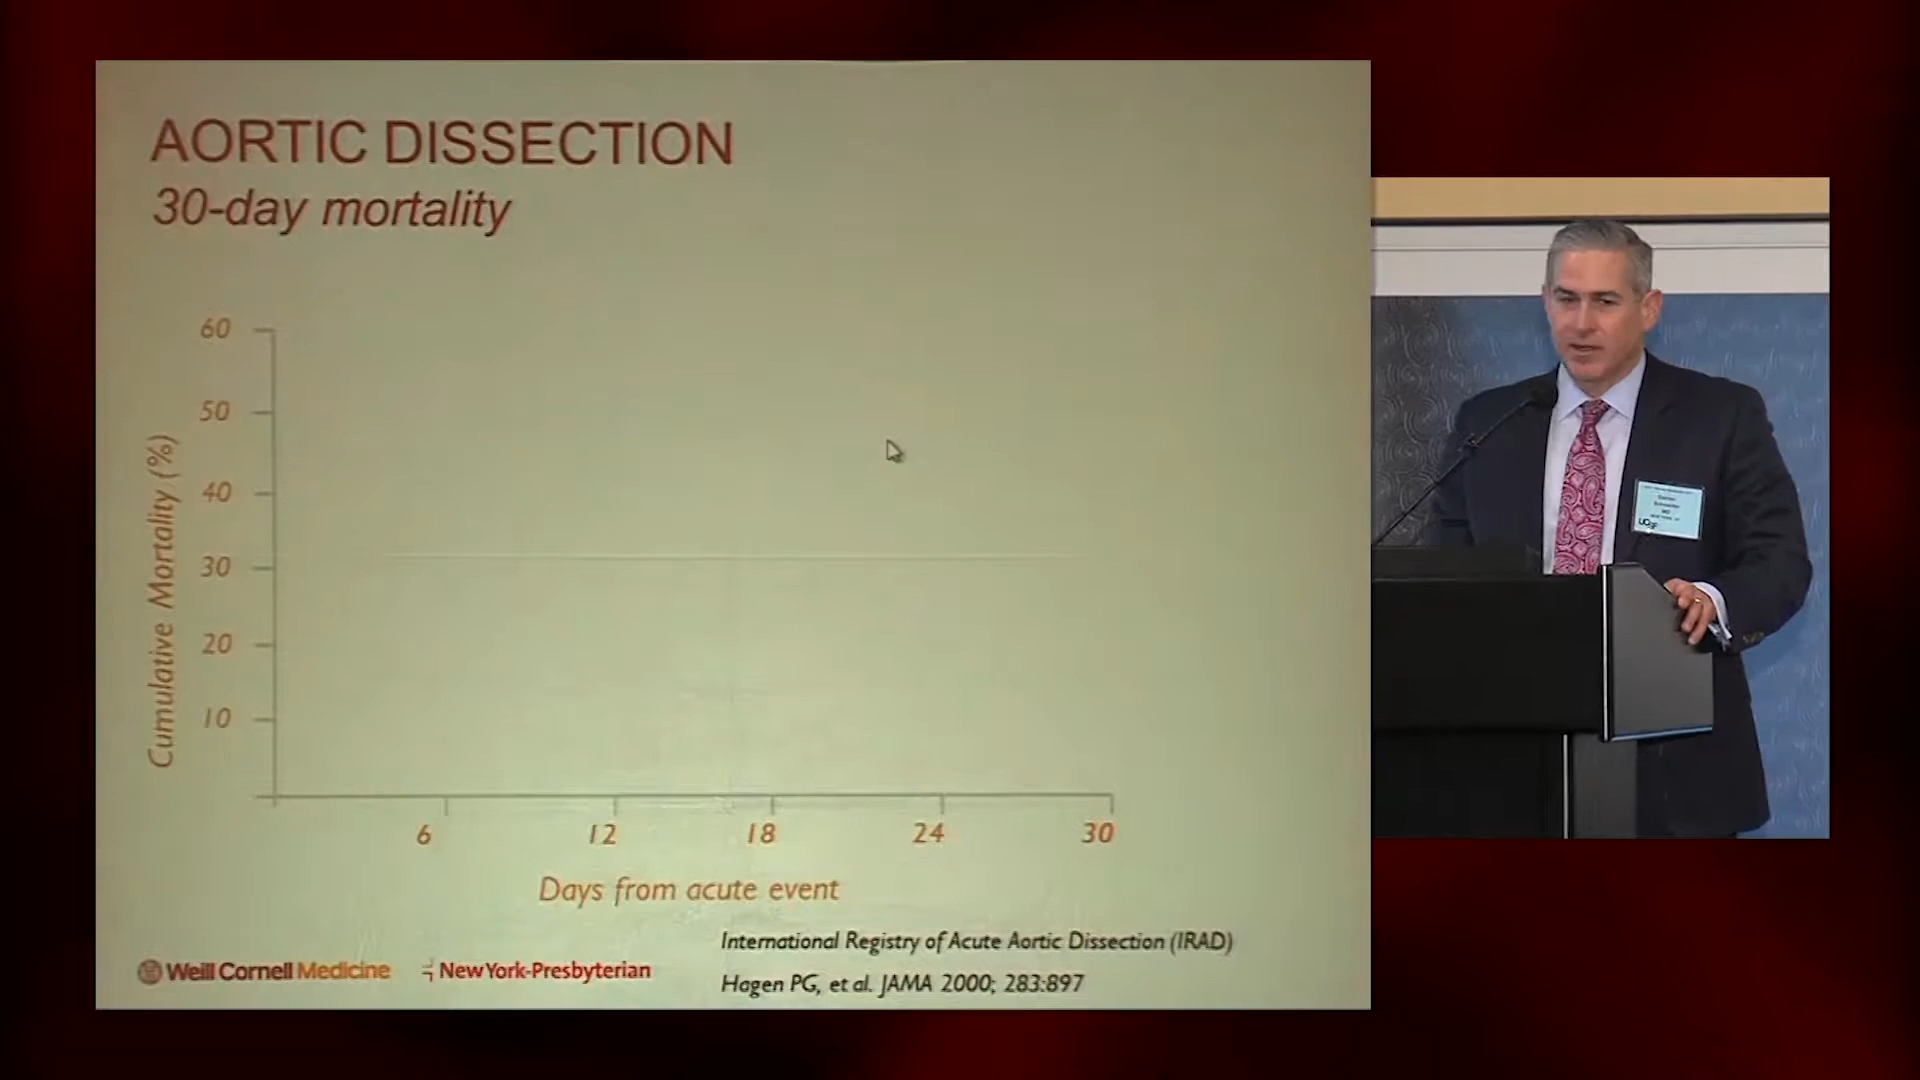 AORTIC DISSECTION
30-day mortality
60
50
40
30
20
10
Cumulative Mortality (%)
6 12 18 24 30
Days from acute event
International Registry of Acute Aortic Dissection (IRAD)
Hagen PG, et al. JAMA 2000; 283:897
Weill Cornell Medicine
NewYork-Presbyterian